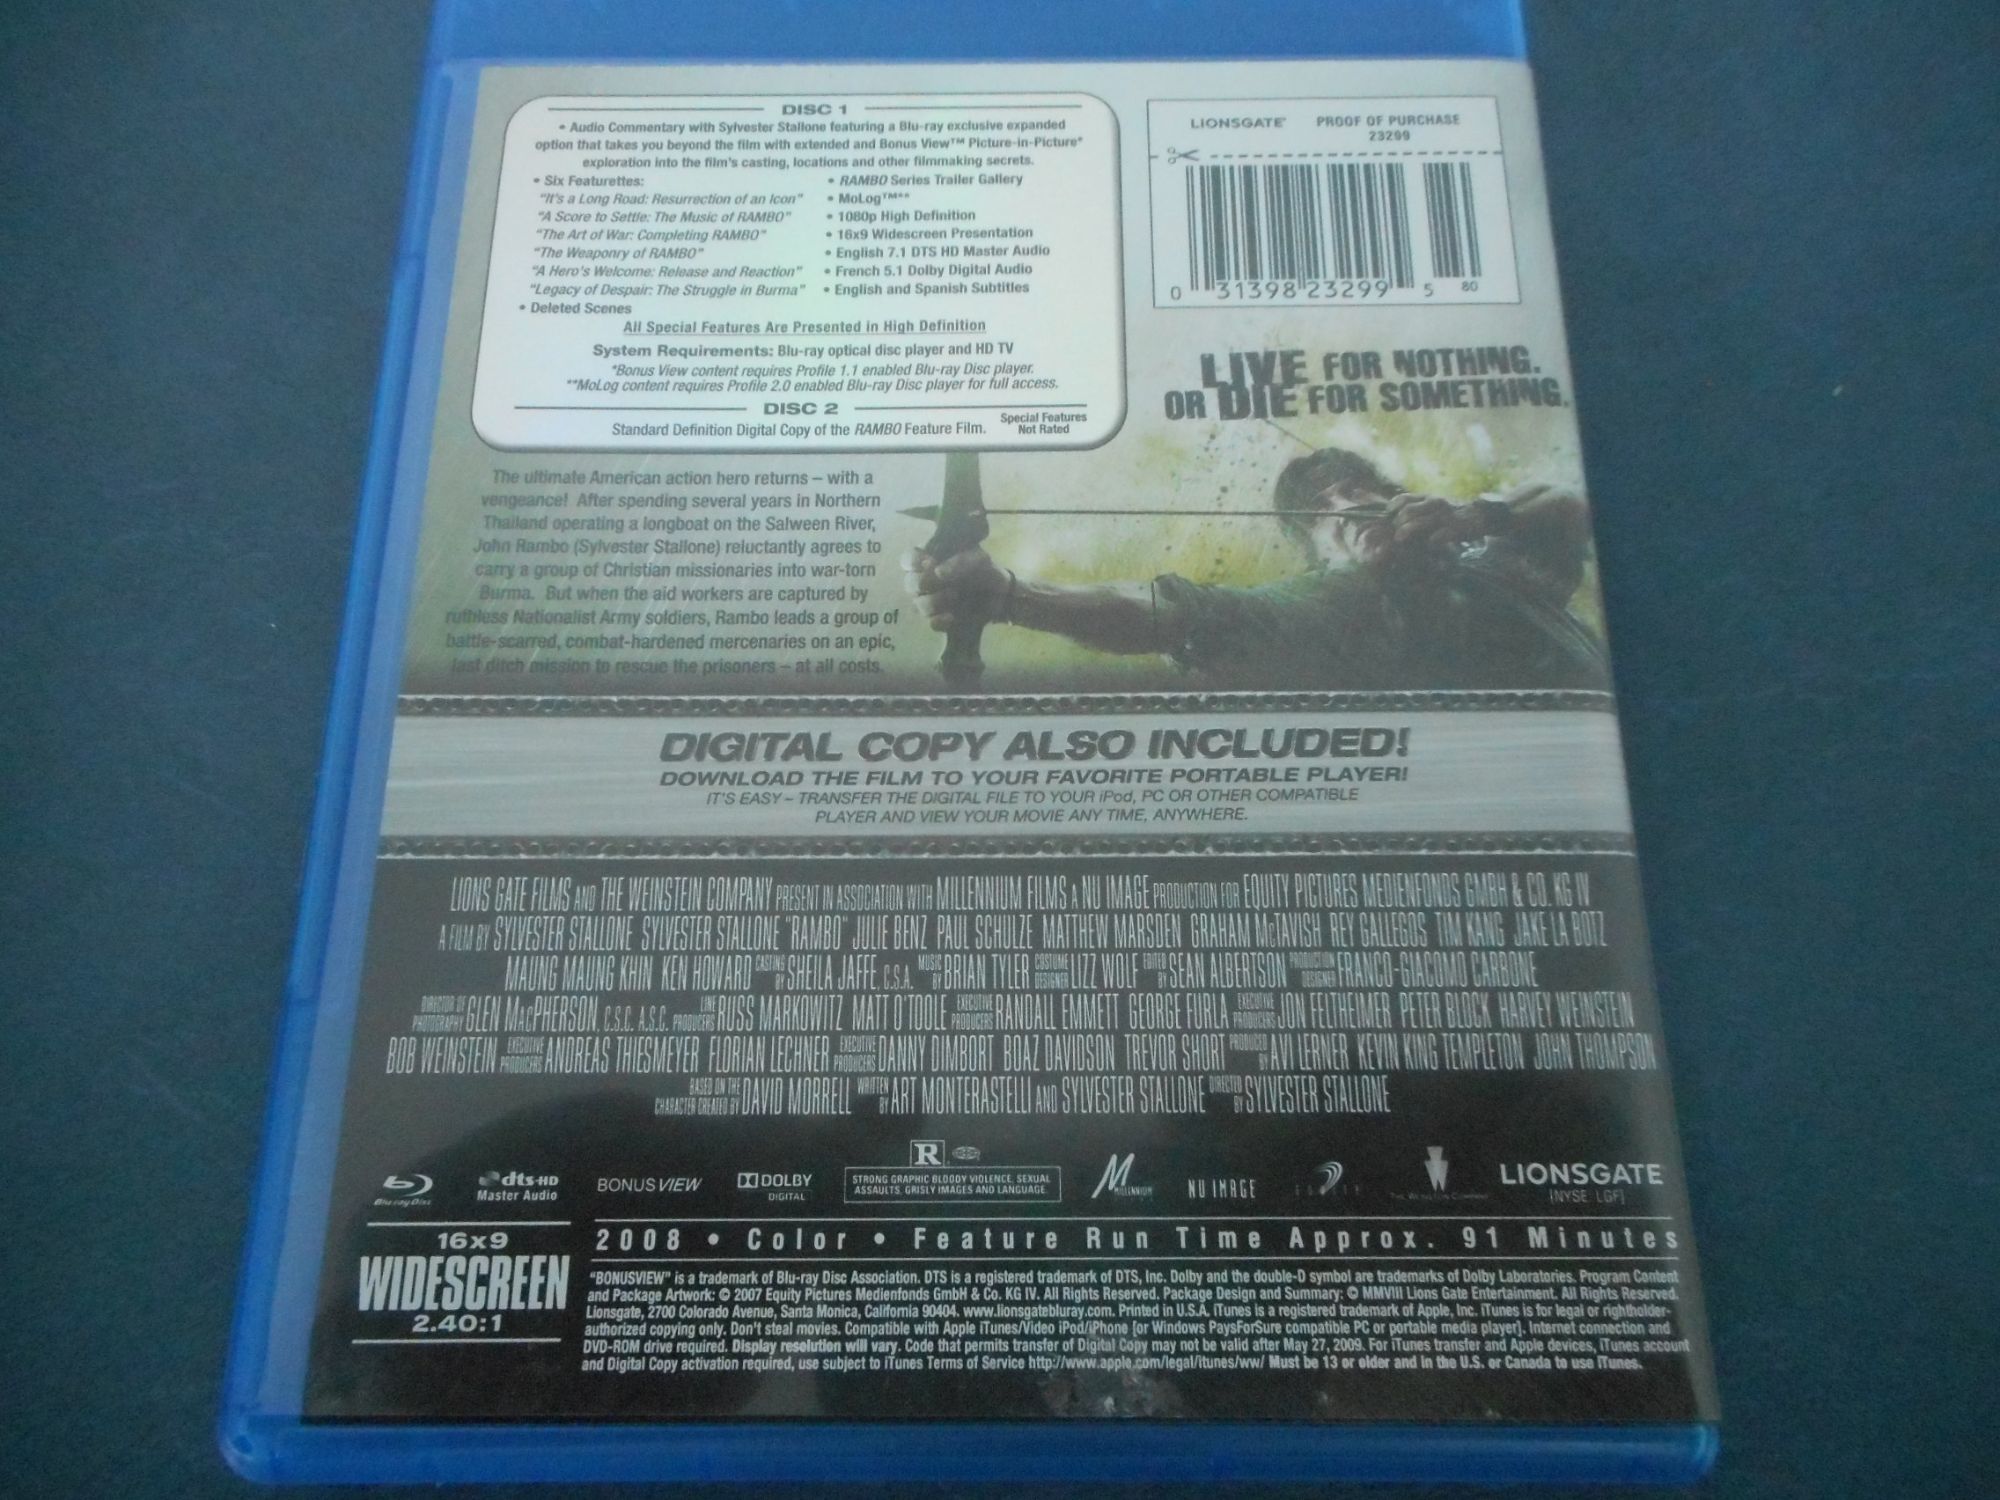 DISC 1
• Audio Commentary with Sylvester Stallone featuring a Blu-ray exclusive expanded
option that takes you beyond the film with extended and Bonus View™ Picture-in-Picture*
exploration into the film's casting, locations and other filmmaking secrets.
• Six Featurettes:
"It's a Long Road: Resurrection of an Icon"
"A Score to Settle: The Music of RAMBO"
"The Art of War: Completing RAMBO"
"The Weaponry of RAMBO"
"A Hero's Welcome: Release and Reaction"
"Legacy of Despair: The Struggle in Burma"
• Deleted Scenes
• RAMBO Series Trailer Gallery
• MoLog™**
• 1080p High Definition
• 16x9 Widescreen Presentation
• English 7.1 DTS HD Master Audio
• French 5.1 Dolby Digital Audio
• English and Spanish Subtitles
All Special Features Are Presented in High Definition
System Requirements: Blu-ray optical disc player and HD TV
*Bonus View content requires Profile 1.1 enabled Blu-ray Disc player.
**MoLog content requires Profile 2.0 enabled Blu-ray Disc player for full access.
DISC 2
Standard Definition Digital Copy of the RAMBO Feature Film.
Special Features
Not Rated
LIONSGATE® PROOF OF PURCHASE
23299
0 31398 23299 5 80
LIVE FOR NOTHING.
OR DIE FOR SOMETHING.
The ultimate American action hero returns – with a
vengeance! After spending several years in Northern
Thailand operating a longboat on the Salween River,
John Rambo (Sylvester Stallone) reluctantly agrees to
carry a group of Christian missionaries into war-torn
Burma. But when the aid workers are captured by
ruthless Nationalist Army soldiers, Rambo leads a group of
battle-scarred, combat-hardened mercenaries on an epic,
last ditch mission to rescue the prisoners – at all costs.
DIGITAL COPY ALSO INCLUDED!
DOWNLOAD THE FILM TO YOUR FAVORITE PORTABLE PLAYER!
IT'S EASY – TRANSFER THE DIGITAL FILE TO YOUR iPod, PC OR OTHER COMPATIBLE
PLAYER AND VIEW YOUR MOVIE ANY TIME, ANYWHERE.
LIONS GATE FILMS AND THE WEINSTEIN COMPANY PRESENT IN ASSOCIATION WITH MILLENNIUM FILMS A NU IMAGE PRODUCTION FOR EQUITY PICTURES MEDIENFONDS GMBH & CO. KG IV
A FILM BY SYLVESTER STALLONE SYLVESTER STALLONE "RAMBO" JULIE BENZ PAUL SCHULZE MATTHEW MARSDEN GRAHAM McTAVISH REY GALLEGOS TIM KANG JAKE LA BOTZ
MAUNG MAUNG KHIN KEN HOWARD CASTING BY SHEILA JAFFE, C.S.A. MUSIC BY BRIAN TYLER COSTUME DESIGNER LIZZ WOLF EDITED BY SEAN ALBERTSON PRODUCTION DESIGNER FRANCO-GIACOMO CARBONE
DIRECTOR OF PHOTOGRAPHY GLEN MacPHERSON, C.S.C. A.S.C. LINE PRODUCERS RUSS MARKOWITZ MATT O'TOOLE EXECUTIVE PRODUCERS RANDALL EMMETT GEORGE FURLA EXECUTIVE PRODUCERS JON FELTHEIMER PETER BLOCK HARVEY WEINSTEIN
BOB WEINSTEIN EXECUTIVE PRODUCERS ANDREAS THIESMEYER FLORIAN LECHNER EXECUTIVE PRODUCERS DANNY DIMBORT BOAZ DAVIDSON TREVOR SHORT PRODUCED BY AVI LERNER KEVIN KING TEMPLETON JOHN THOMPSON
BASED ON THE CHARACTER CREATED BY DAVID MORRELL WRITTEN BY ART MONTERASTELLI AND SYLVESTER STALLONE DIRECTED BY SYLVESTER STALLONE
Blu-ray Disc
dts-HD
Master Audio
BONUSVIEW
DOLBY
DIGITAL
R
STRONG GRAPHIC BLOODY VIOLENCE, SEXUAL
ASSAULTS, GRISLY IMAGES AND LANGUAGE.
MILLENNIUM
NU IMAGE
EQUITY
THE WEINSTEIN COMPANY
LIONSGATE
[NYSE: LGF]
16x9
WIDESCREEN
2.40:1
2008 • Color • Feature Run Time Approx. 91 Minutes
"BONUSVIEW" is a trademark of Blu-ray Disc Association. DTS is a registered trademark of DTS, Inc. Dolby and the double-D symbol are trademarks of Dolby Laboratories. Program Content
and Package Artwork: © 2007 Equity Pictures Medienfonds GmbH & Co. KG IV. All Rights Reserved. Package Design and Summary: © MMVIII Lions Gate Entertainment. All Rights Reserved.
Lionsgate, 2700 Colorado Avenue, Santa Monica, California 90404. www.lionsgatebluray.com. Printed in U.S.A. iTunes is a registered trademark of Apple, Inc. iTunes is for legal or rightholder-
authorized copying only. Don't steal movies. Compatible with Apple iTunes/Video iPod/iPhone [or Windows PaysForSure compatible PC or portable media player]. Internet connection and
DVD-ROM drive required. Display resolution will vary. Code that permits transfer of Digital Copy may not be valid after May 27, 2009. For iTunes transfer and Apple devices, iTunes account
and Digital Copy activation required, use subject to iTunes Terms of Service http://www.apple.com/legal/itunes/ww/ Must be 13 or older and in the U.S. or Canada to use iTunes.